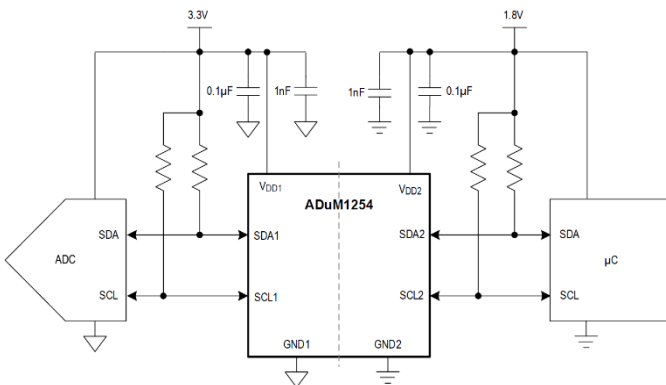 3.3V 1.8V
0.1µF 1nF 1nF 0.1µF
VDD1 VDD2
ADuM1254
SDA SDA1 SDA2 SDA
ADC µC
SCL SCL1 SCL2 SCL
GND1 GND2